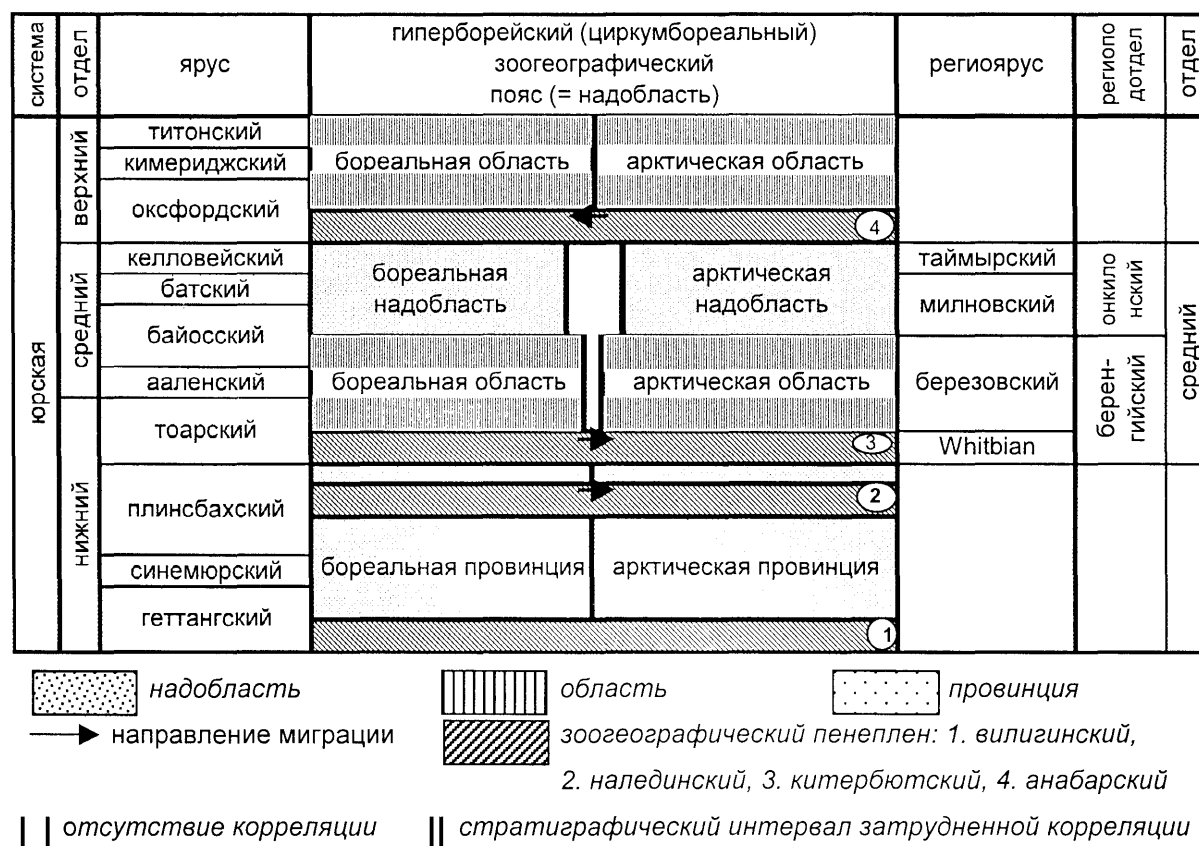 система
отдел
ярус
гиперборейский (циркумбореальный)
зоогеографический
пояс (= надобласть)
региоярус
регионо
дотдел
отдел
юрская
верхний
средний
нижний
титонский
кимериджский
оксфордский
келловейский
батский
байосский
ааленский
тоарский
плинсбахский
синемюрский
геттангский
бореальная область
арктическая область
4
бореальная
надобласть
арктическая
надобласть
бореальная область
арктическая область
3
2
бореальная провинция
арктическая провинция
1
таймырский
милновский
березовский
Whitbian
онкило
нский
берен-
гийский
средний
надобласть
область
провинция
направление миграции
зоогеографический пенеплен: 1. вилигинский,
2. налединский, 3. китербютский, 4. анабарский
отсутствие корреляции
стратиграфический интервал затрудненной корреляции